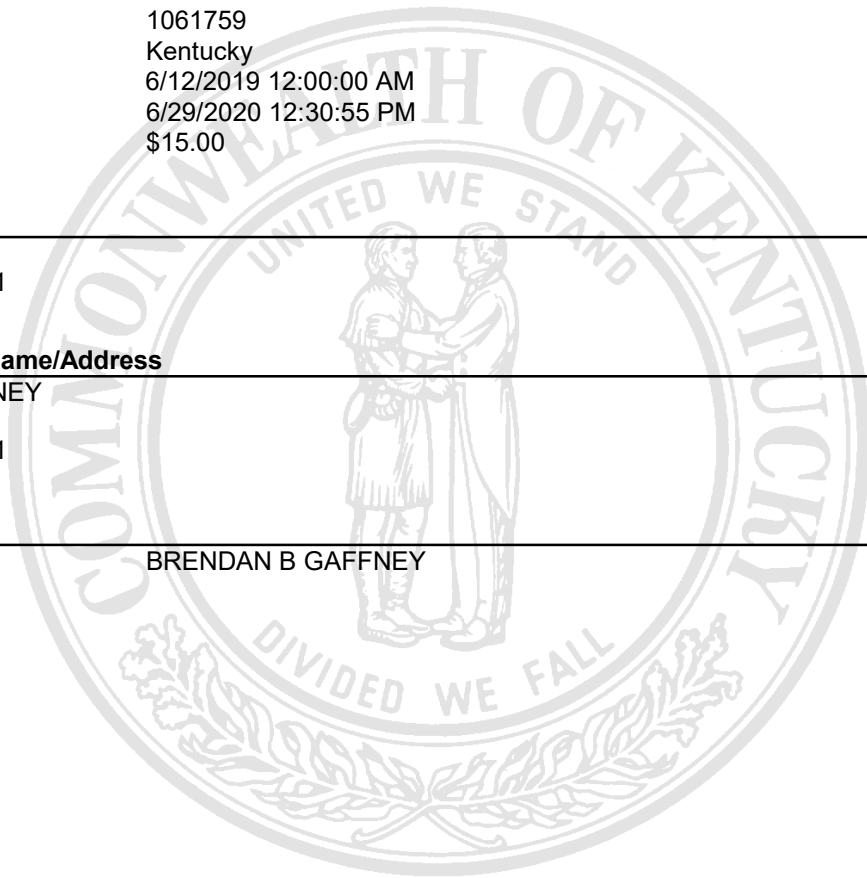 1061759
Kentucky
6/12/2019 12:00:00 AM
6/29/2020 12:30:55 PM
$15.00
COMMONWEALTH OF KENTUCKY
UNITED WE STAND
ame/Address
NEY
BRENDAN B GAFFNEY
DIVIDED WE FALL